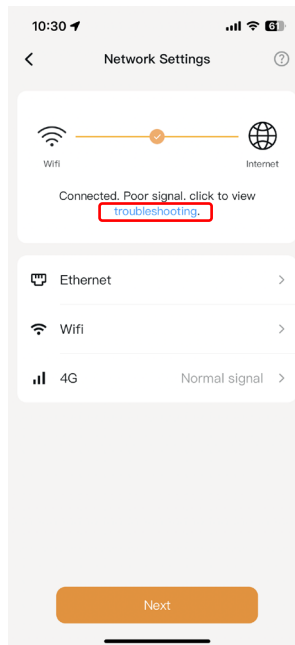 10:30
61
Network Settings
?
Wifi
Internet
Connected. Poor signal. click to view
troubleshooting.
Ethernet
Wifi
4G
Normal signal
Next